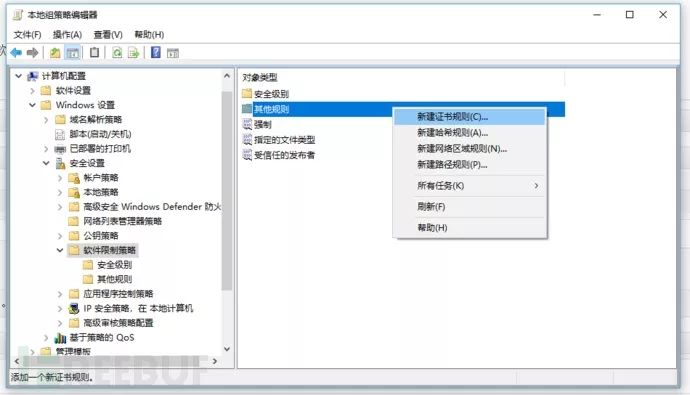 本地组策略编辑器
文件(F) 操作(A) 查看(V) 帮助(H)
计算机配置
软件设置
Windows 设置
域名解析策略
脚本(启动/关机)
已部署的打印机
安全设置
帐户策略
本地策略
高级安全 Windows Defender 防火
网络列表管理器策略
公钥策略
软件限制策略
安全级别
其他规则
应用程序控制策略
IP 安全策略，在 本地计算机
高级审核策略配置
基于策略的 QoS
管理模板
对象类型
安全级别
其他规则
强制
指定的文件类型
受信任的发布者
新建证书规则(C)...
新建哈希规则(A)...
新建网络区域规则(N)...
新建路径规则(P)...
所有任务(K)
刷新(F)
帮助(H)
添加一个新证书规则。
REEBUF